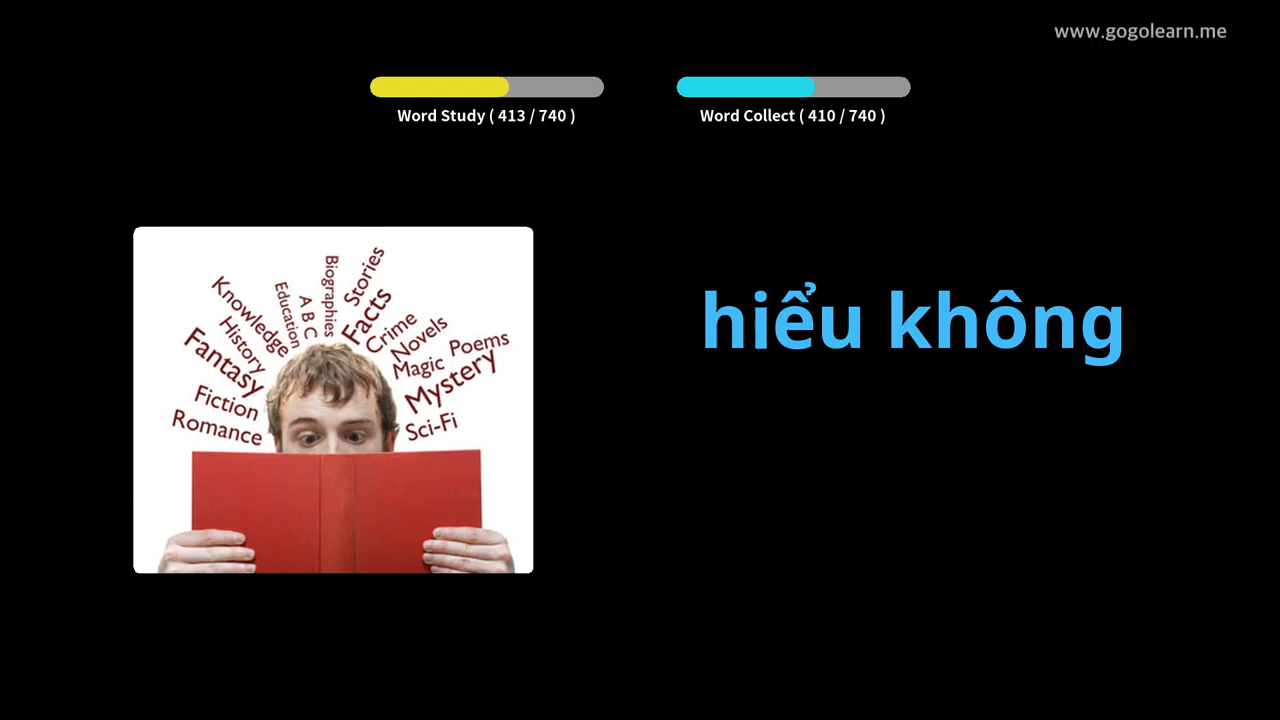 www.gogolearn.me
Word Study ( 413 / 740 )
Word Collect ( 410 / 740 )
hiểu không
Knowledge
History
Fantasy
Fiction
Romance
Education
A B C
Biographies
Stories
Facts
Crime
Novels
Magic
Poems
Mystery
Sci-Fi